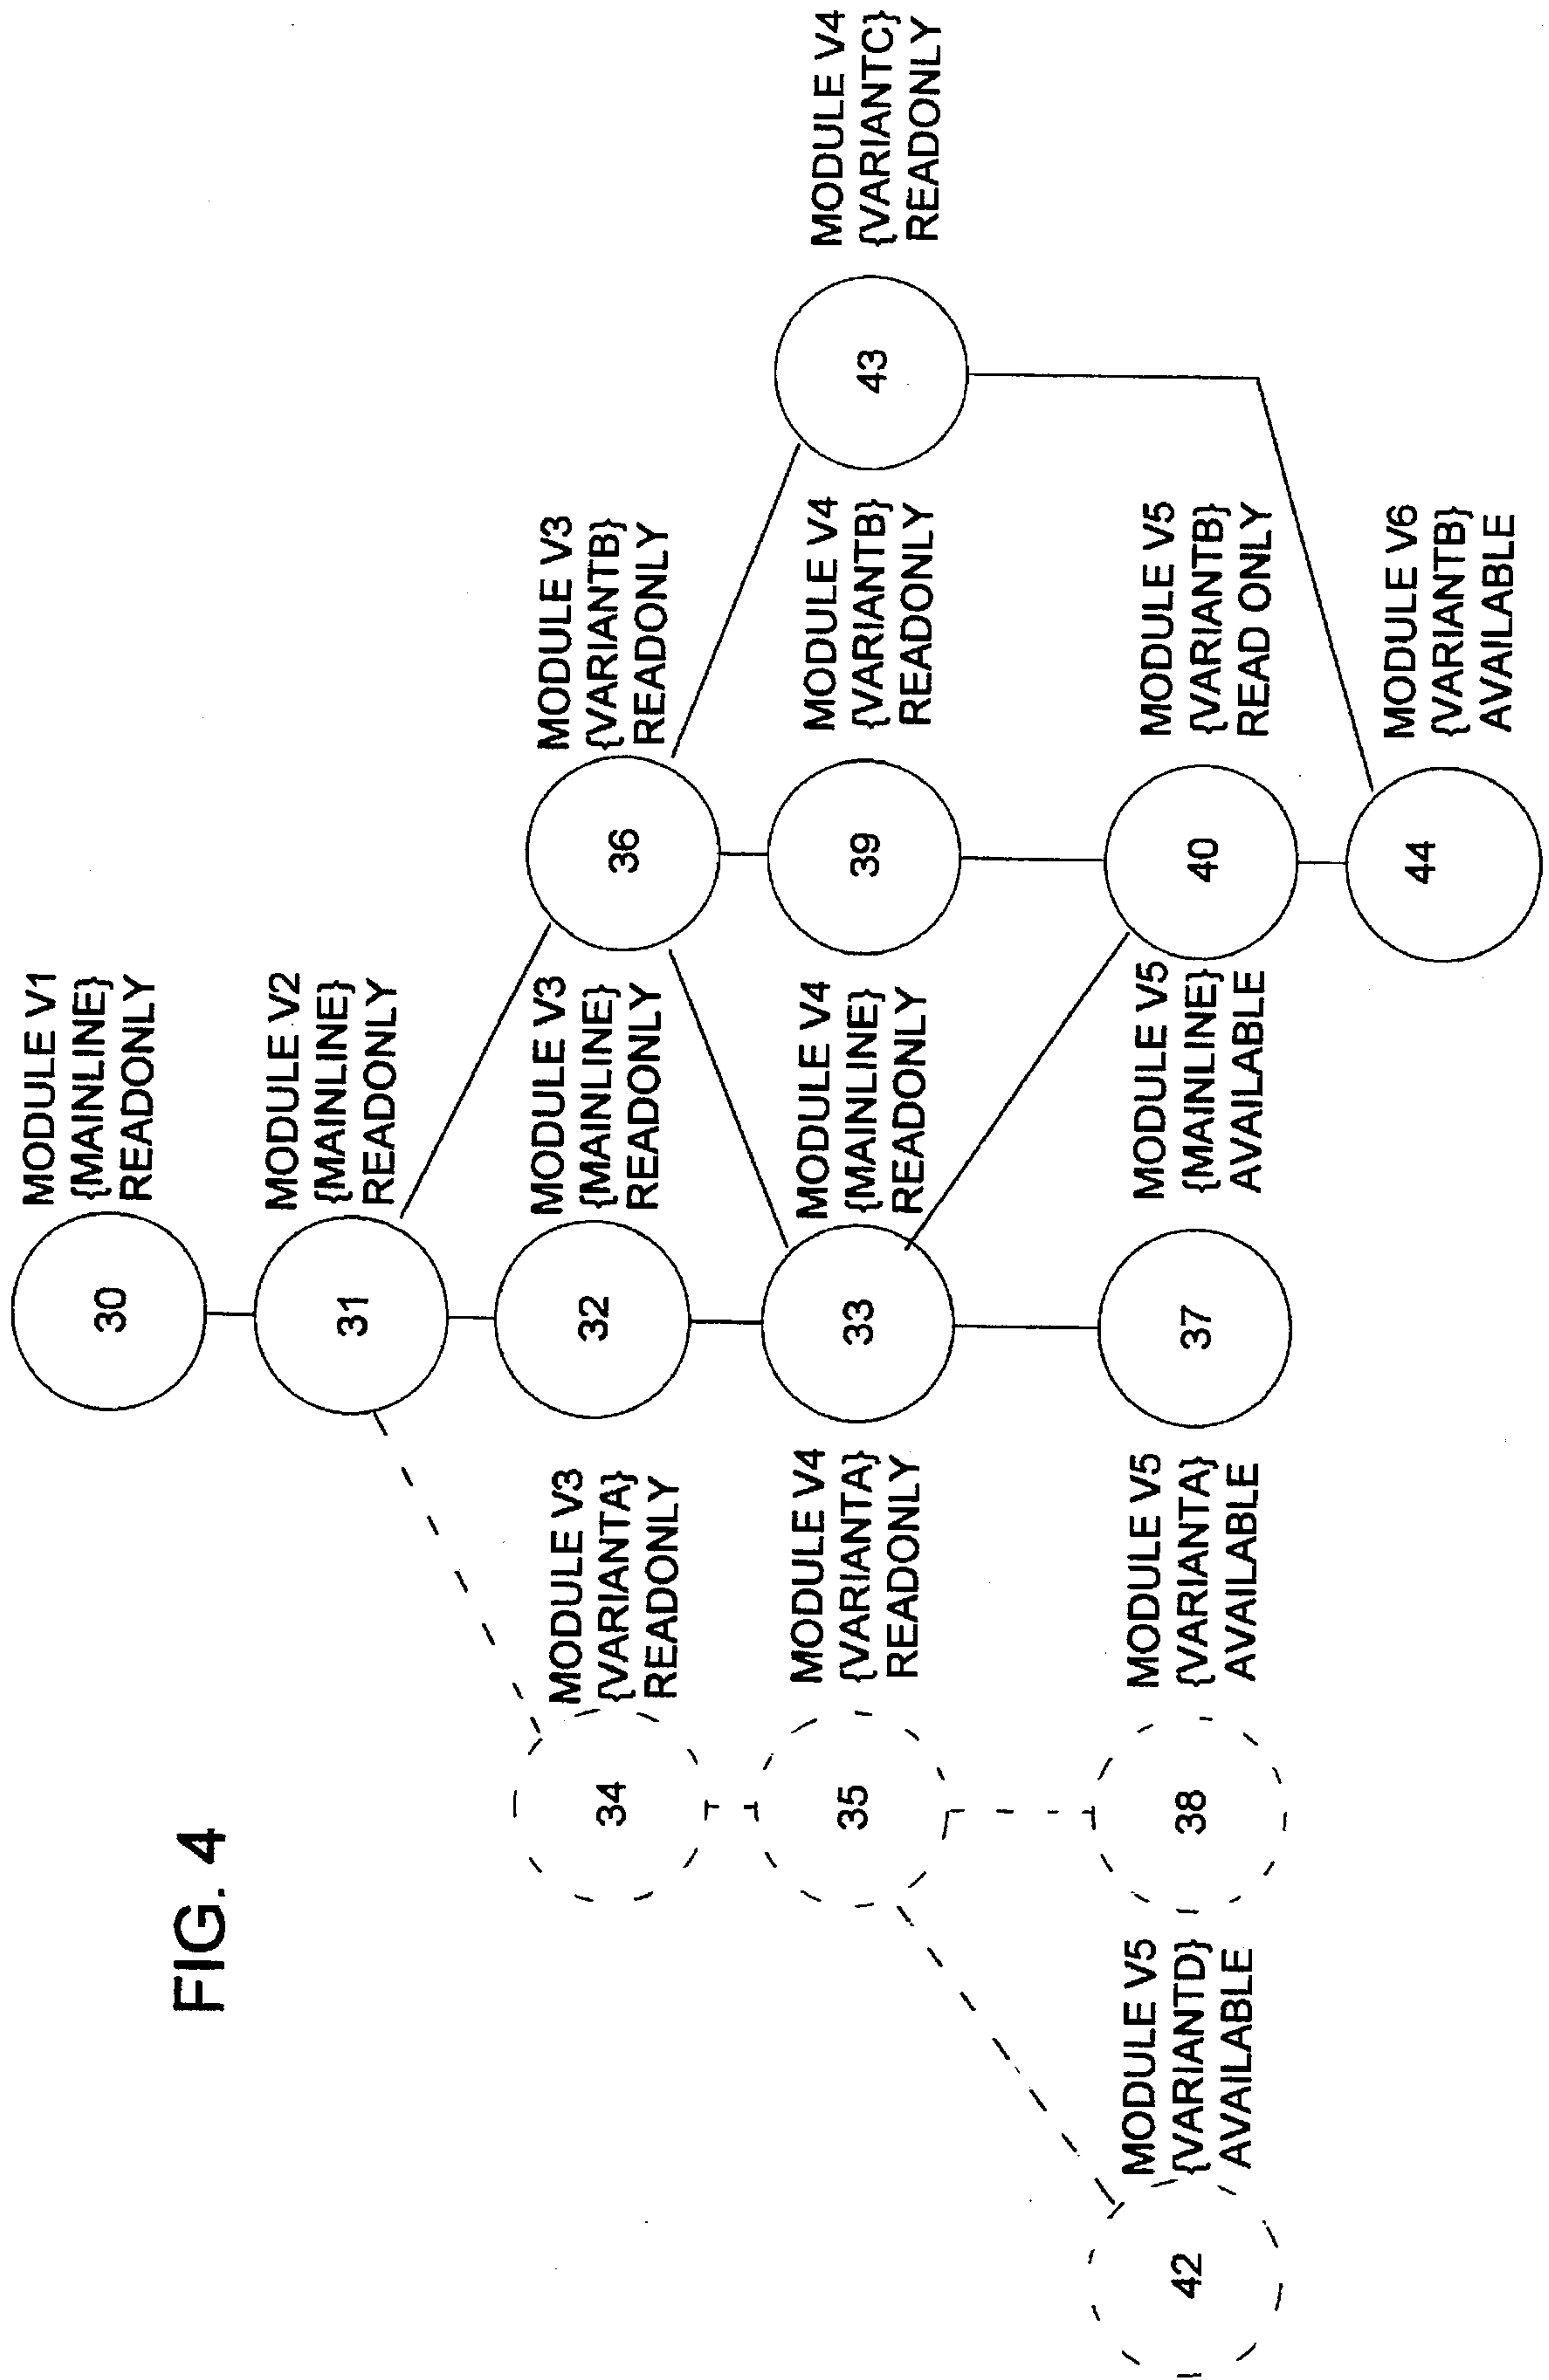 FIG. 4
30
MODULE V1
{MAINLINE}
READONLY
31
MODULE V2
{MAINLINE}
READONLY
34
MODULE V3
{VARIANTA}
READONLY
32
MODULE V3
{MAINLINE}
READONLY
36
MODULE V3
{VARIANTB}
READONLY
35
MODULE V4
{VARIANTA}
READONLY
33
MODULE V4
{MAINLINE}
READONLY
39
MODULE V4
{VARIANTB}
READONLY
43
MODULE V4
{VARIANTC}
READONLY
42
MODULE V5
{VARIANTD}
AVAILABLE
38
MODULE V5
{VARIANTA}
AVAILABLE
37
MODULE V5
{MAINLINE}
AVAILABLE
40
MODULE V5
{VARIANTB}
READ ONLY
44
MODULE V6
{VARIANTB}
AVAILABLE